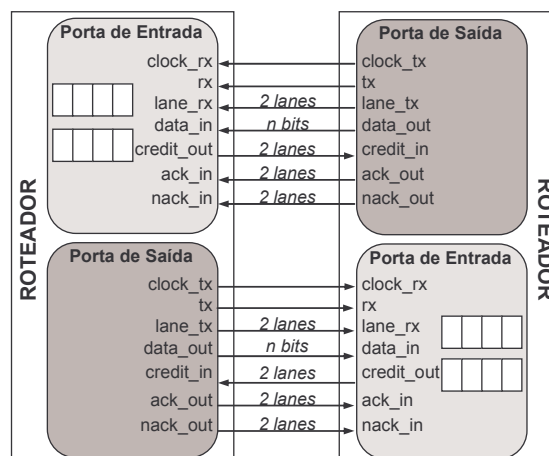 Porta de Entrada
clock_rx
rx
lane_rx
data_in
credit_out
ack_in
nack_in
2 lanes
n bits
2 lanes
2 lanes
2 lanes
Porta de Saída
clock_tx
tx
lane_tx
data_out
credit_in
ack_out
nack_out
ROTEADOR
ROTEADOR
Porta de Saída
clock_tx
tx
lane_tx
data_out
credit_in
ack_out
nack_out
2 lanes
n bits
2 lanes
2 lanes
2 lanes
Porta de Entrada
clock_rx
rx
lane_rx
data_in
credit_out
ack_in
nack_in